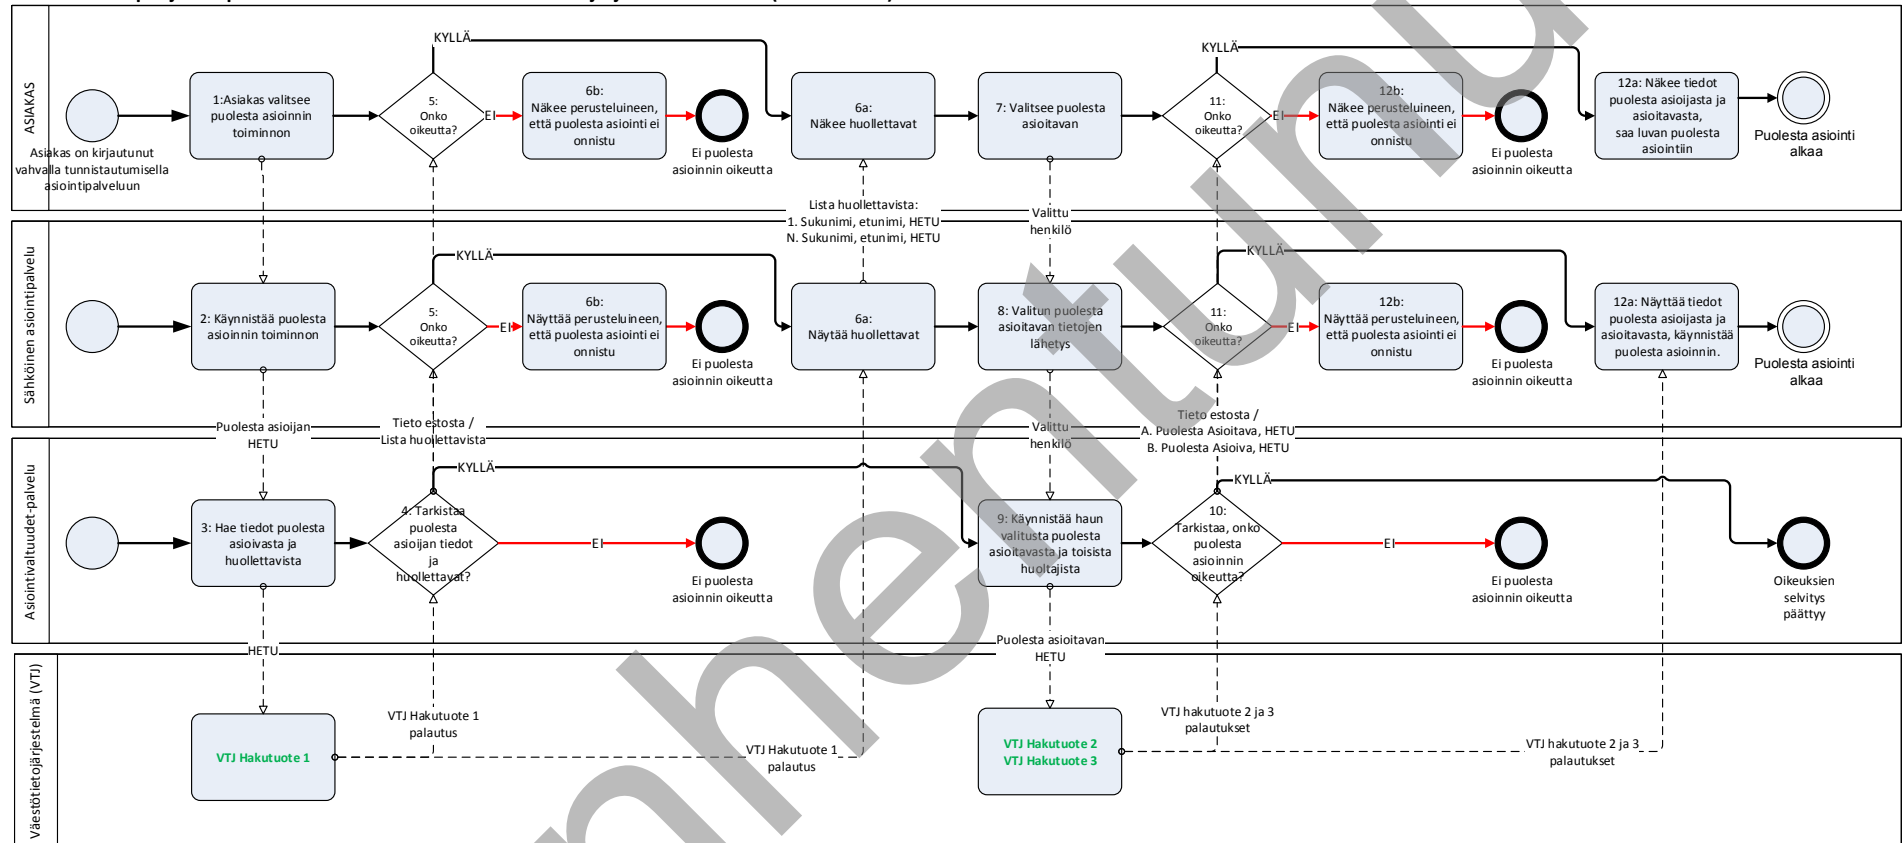 ASIAKAS
Asiakas on kirjautunut
vahvalla tunnistautumisella
asiointipalveluun
1:Asiakas valitsee
puolesta asioinnin
toiminnon
KYLLÄ
5:
Onko
oikeutta?
EI
6b:
Näkee perusteluineen,
että puolesta asiointi ei
onnistu
Ei puolesta
asioinnin oikeutta
6a:
Näkee huollettavat
7: Valitsee puolesta
asioitavan
KYLLÄ
11:
Onko
oikeutta?
EI
12b:
Näkee perusteluineen,
että puolesta asiointi ei
onnistu
Ei puolesta
asioinnin oikeutta
12a: Näkee tiedot
puolesta asioijasta ja
asioitavasta,
saa luvan puolesta
asiointiin
Puolesta asiointi
alkaa
Lista huollettavista:
1. Sukunimi, etunimi, HETU
N. Sukunimi, etunimi, HETU
Valittu
henkilö
Sähköinen asiointipalvelu
2: Käynnistää puolesta
asioinnin toiminnon
KYLLÄ
5:
Onko
oikeutta?
EI
6b:
Näyttää perusteluineen,
että puolesta asiointi ei
onnistu
Ei puolesta
asioinnin oikeutta
6a:
Näytää huollettavat
8: Valitun puolesta
asioitavan tietojen
lähetys
KYLLÄ
11:
Onko
oikeutta?
EI
12b:
Näyttää perusteluineen,
että puolesta asiointi ei
onnistu
Ei puolesta
asioinnin oikeutta
12a: Näyttää tiedot
puolesta asioijasta ja
asioitavasta, käynnistää
puolesta asioinnin.
Puolesta asiointi
alkaa
Puolesta asioijan
HETU
Tieto estosta /
Lista huollettavista
Valittu
henkilö
Tieto estosta /
A. Puolesta Asioitava, HETU
B. Puolesta Asioiva, HETU
Asiointivaltuudet-palvelu
3: Hae tiedot puolesta
asioivasta ja
huollettavista
KYLLÄ
4: Tarkistaa
puolesta
asioijan tiedot
ja
huollettavat?
EI
Ei puolesta
asioinnin oikeutta
9: Käynnistää haun
valitusta puolesta
asioitavasta ja toisista
huoltajista
KYLLÄ
10:
Tarkistaa, onko
puolesta
asioinnin
oikeutta?
EI
Ei puolesta
asioinnin oikeutta
Oikeuksien
selvitys
päättyy
HETU
Puolesta asioitavan
HETU
Väestötietojärjestelmä (VTJ)
VTJ Hakutuote 1
VTJ Hakutuote 1
palautus
VTJ Hakutuote 1
palautus
VTJ Hakutuote 2
VTJ Hakutuote 3
VTJ hakutuote 2 ja 3
palautukset
VTJ hakutuote 2 ja 3
palautukset